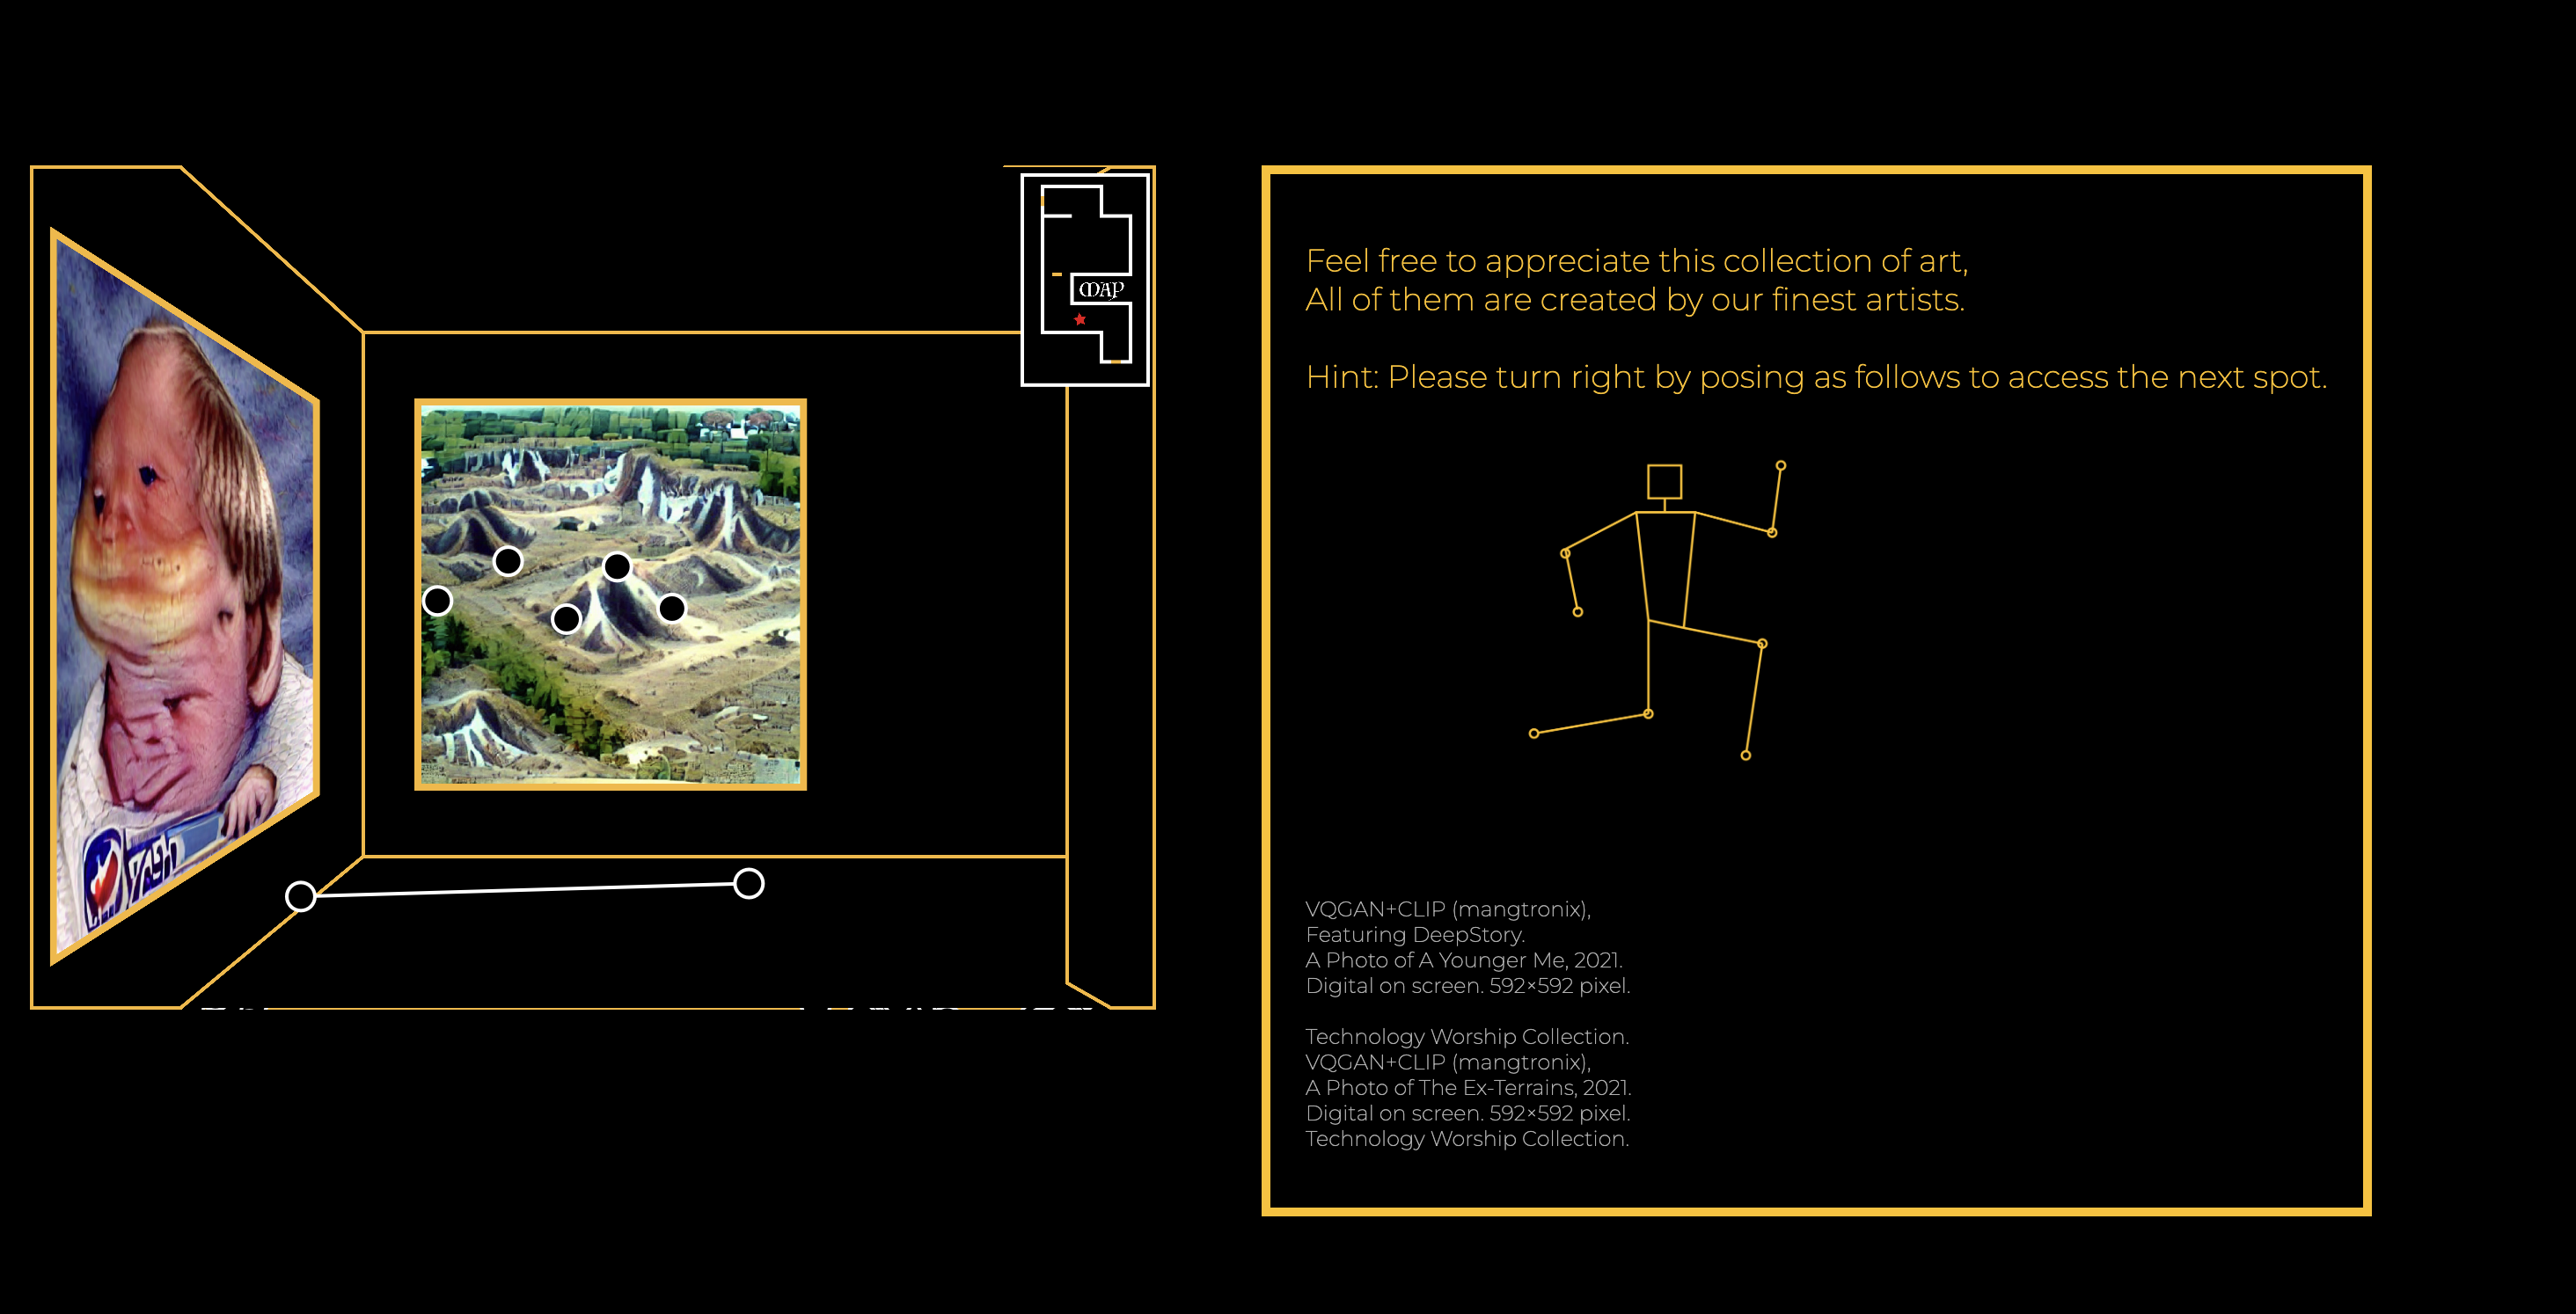 MAP
Feel free to appreciate this collection of art,
All of them are created by our finest artists.
Hint: Please turn right by posing as follows to access the next spot.
VQGAN+CLIP (mangtronix),
Featuring DeepStory.
A Photo of A Younger Me, 2021.
Digital on screen. 592×592 pixel.
Technology Worship Collection.
VQGAN+CLIP (mangtronix),
A Photo of The Ex-Terrains, 2021.
Digital on screen. 592×592 pixel.
Technology Worship Collection.